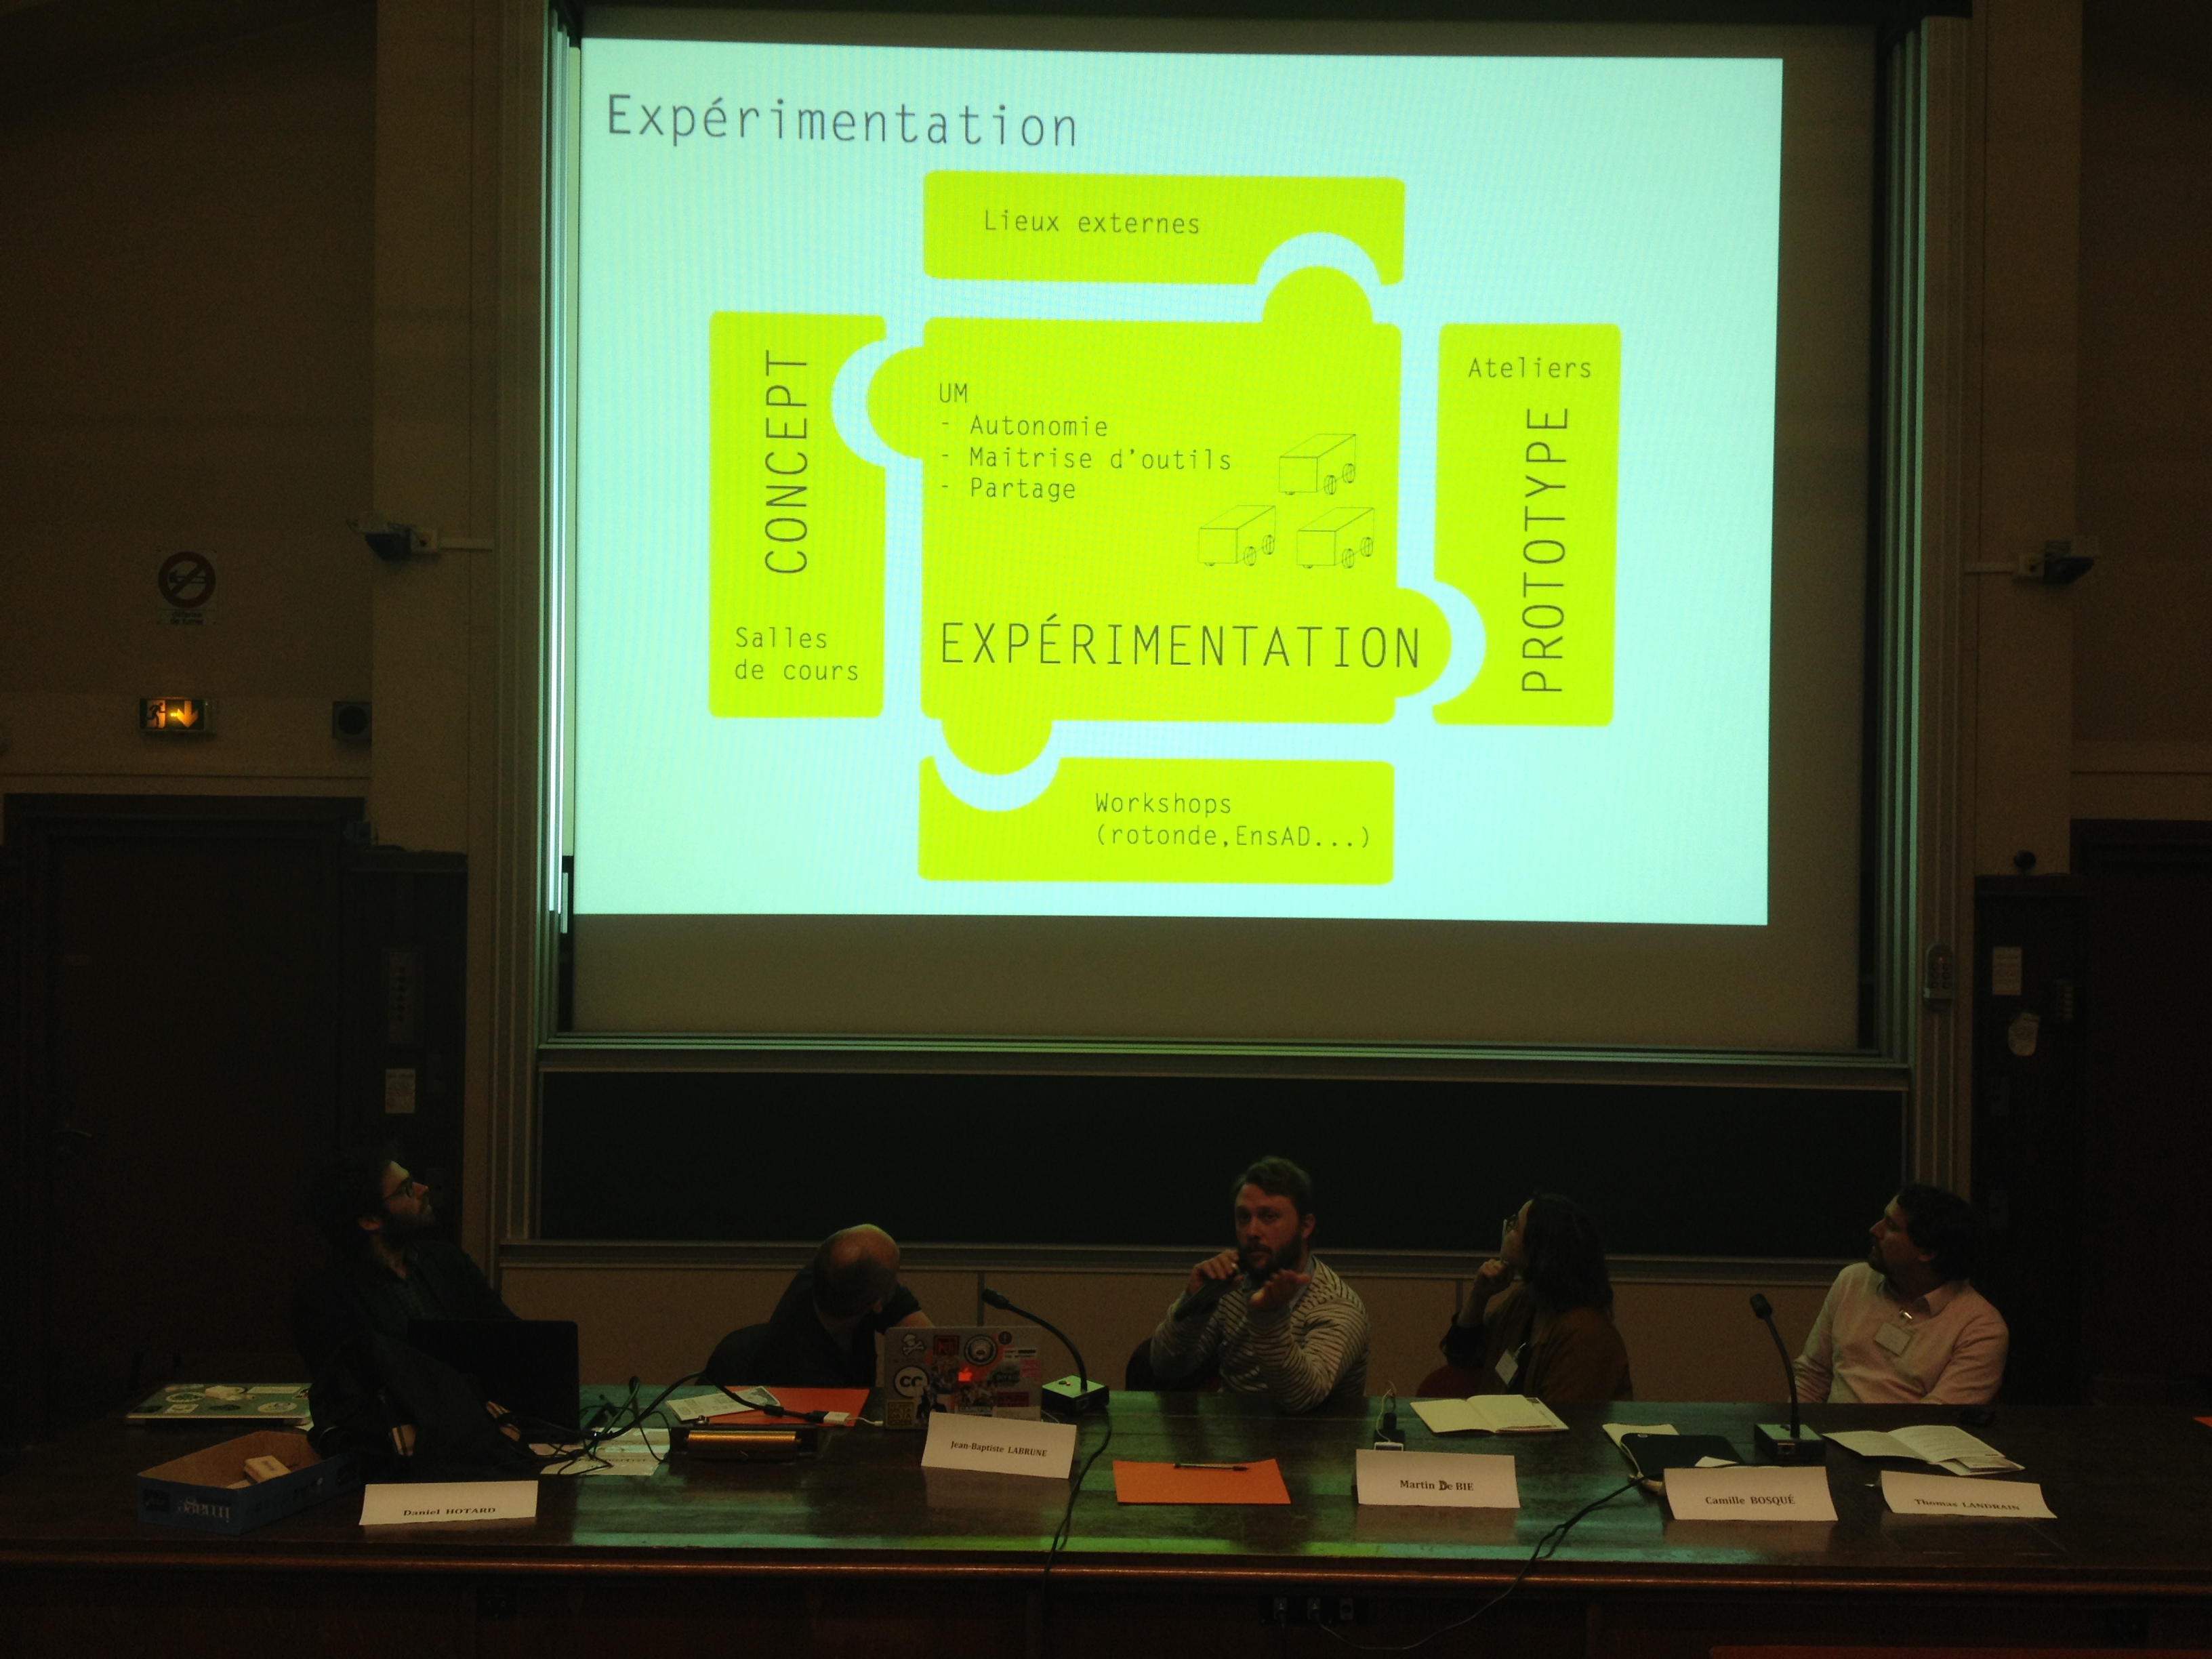 Expérimentation
Lieux externes
CONCEPT
Salles
de cours
UM
- Autonomie
- Maitrise d'outils
- Partage
EXPÉRIMENTATION
Ateliers
PROTOTYPE
Workshops
(rotonde,EnsAD...)
cc
Daniel HOTARD
Jean-Baptiste LABRUNE
Martin De BIE
Camille BOSQUÉ
Thomas LANDRAIN